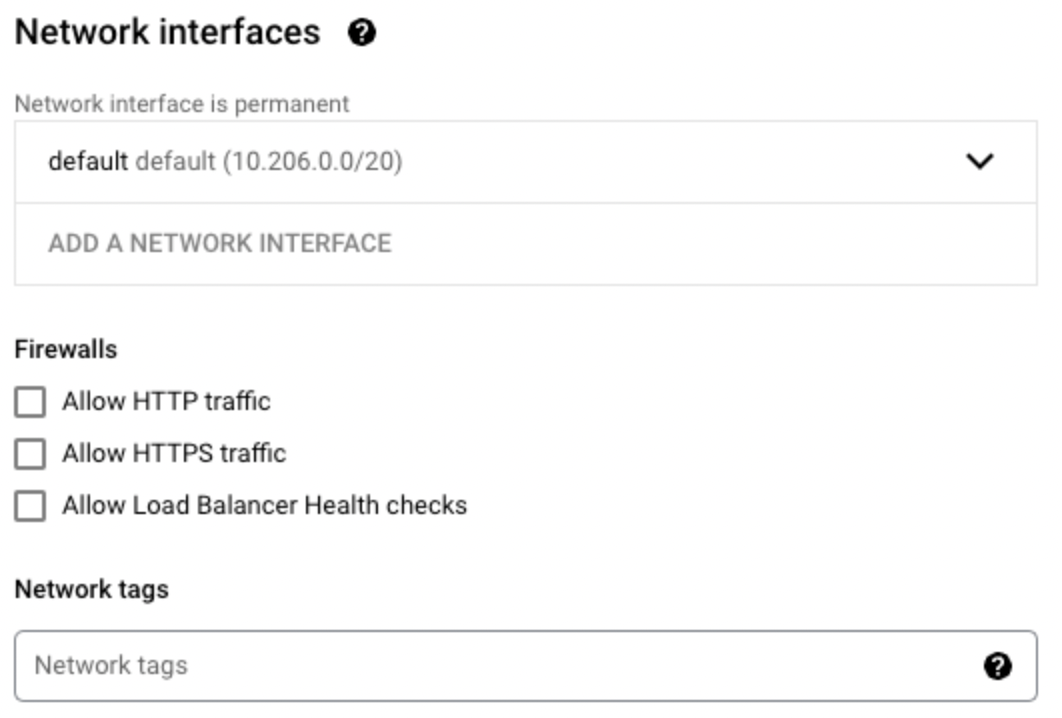 Network interfaces
Network interface is permanent
default default (10.206.0.0/20)
ADD A NETWORK INTERFACE
Firewalls
Allow HTTP traffic
Allow HTTPS traffic
Allow Load Balancer Health checks
Network tags
Network tags